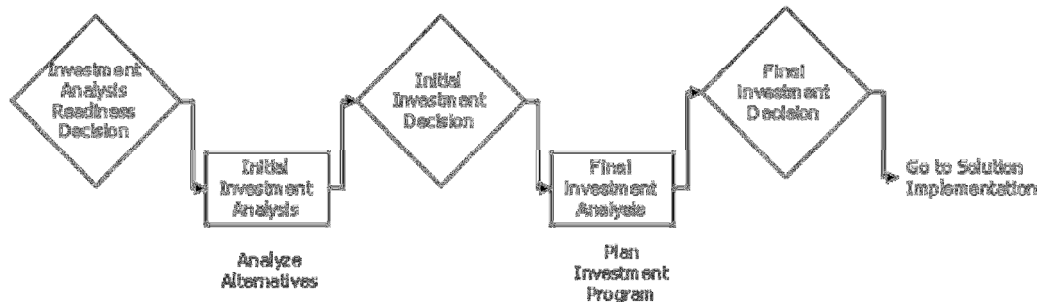 Investment
Analysis
Readiness
Decision
Initial
Investment
Analysis
Analyze
Alternatives
Initial
Investment
Decision
Final
Investment
Analysis
Plan
Investment
Program
Final
Investment
Decision
Go to Solution
Implementation